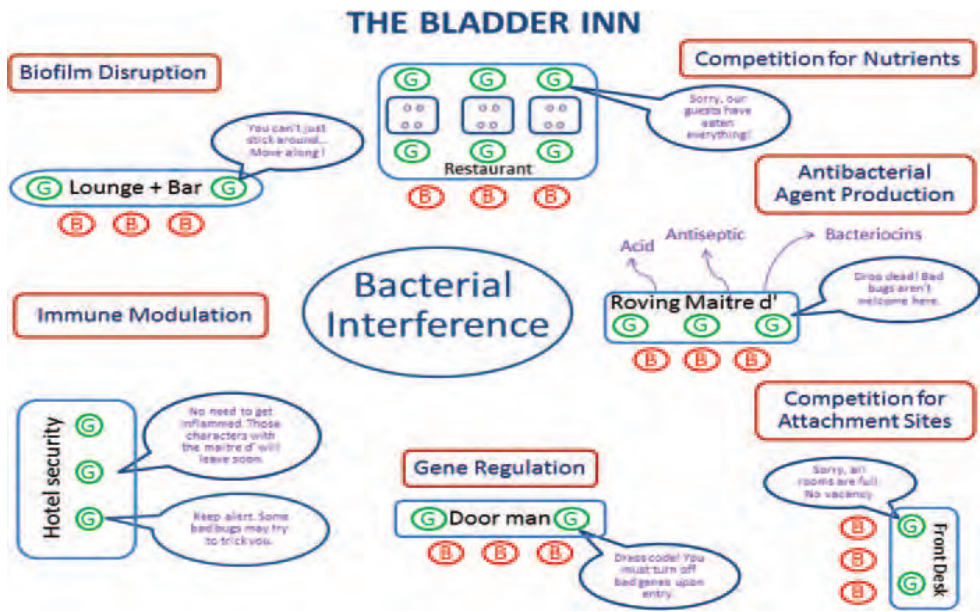 THE BLADDER INN
Biofilm Disruption
Competition for Nutrients
G G G
Sorry, our
guests have
eaten
everything!
You can't just
stick around...
Move along!
G Lounge + Bar G
B B B
G G G
Restaurant
B B B
Antibacterial
Agent Production
Acid
Antiseptic
Bacteriocins
Drop dead! Bad
bugs aren't
welcome here.
Roving Maitre d'
G G G
B B B
Bacterial
Interference
Immune Modulation
Hotel security
G
G
G
No need to get
inflammed. Those
characters with
the maitre d' will
leave soon.
Keep alert. Some
bad bugs may try
to trick you.
Gene Regulation
G Door man G
B B B
Dress code! You
must turn off
bad genes upon
entry.
Competition for
Attachment Sites
Sorry, all
rooms are full.
No vacancy
B
B
B
G
G
Front Desk